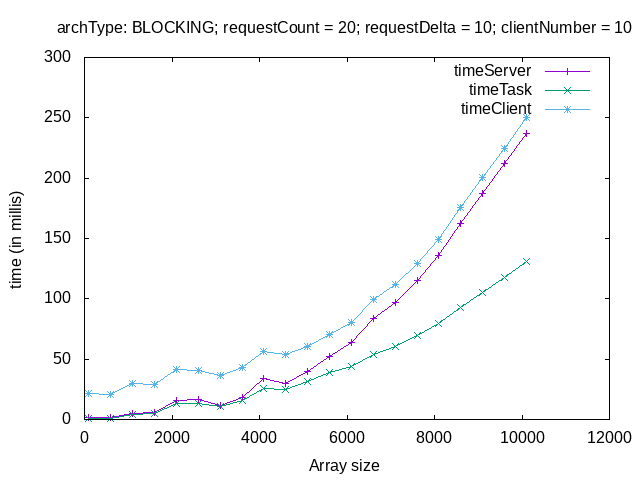 archType: BLOCKING; requestCount = 20; requestDelta = 10; clientNumber = 10
300
250
200
150
100
50
0
time (in millis)
timeServer
timeTask
timeClient
0 2000 4000 6000 8000 10000 12000
Array size